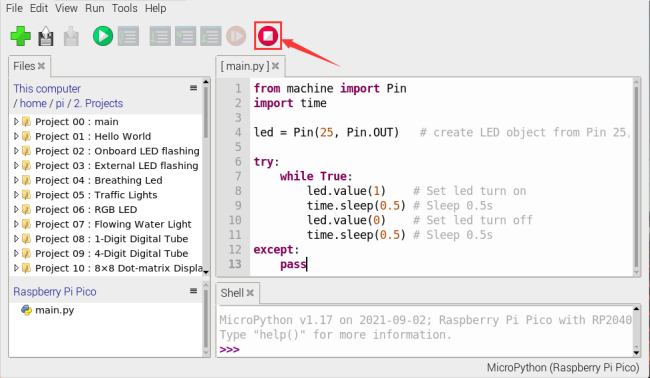 File Edit View Run Tools Help
Files
This computer
/ home / pi / 2. Projects
Project 00 : main
Project 01 : Hello World
Project 02 : Onboard LED flashing
Project 03 : External LED flashing
Project 04 : Breathing Led
Project 05 : Traffic Lights
Project 06 : RGB LED
Project 07 : Flowing Water Light
Project 08 : 1-Digit Digital Tube
Project 09 : 4-Digit Digital Tube
Project 10 : 8×8 Dot-matrix Displa
Raspberry Pi Pico
main.py
[ main.py ]
1 from machine import Pin
2 import time
3
4 led = Pin(25, Pin.OUT) # create LED object from Pin 25,
5
6 try:
7 while True:
8 led.value(1) # Set led turn on
9 time.sleep(0.5) # Sleep 0.5s
10 led.value(0) # Set led turn off
11 time.sleep(0.5) # Sleep 0.5s
12 except:
13 pass
Shell
MicroPython v1.17 on 2021-09-02; Raspberry Pi Pico with RP2040
Type "help()" for more information.
>>>
MicroPython (Raspberry Pi Pico)